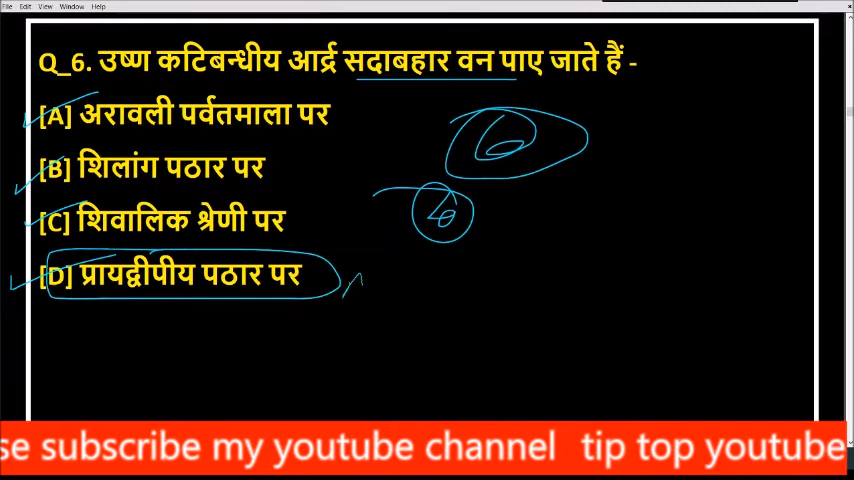 File Edit View Window Help
Q_6. उष्ण कटिबन्धीय आर्द्र सदाबहार वन पाए जाते हैं -
[A] अरावली पर्वतमाला पर
[B] शिलांग पठार पर
6
[C] शिवालिक श्रेणी पर
[D] प्रायद्वीपीय पठार पर
se subscribe my youtube channel tip top youtube